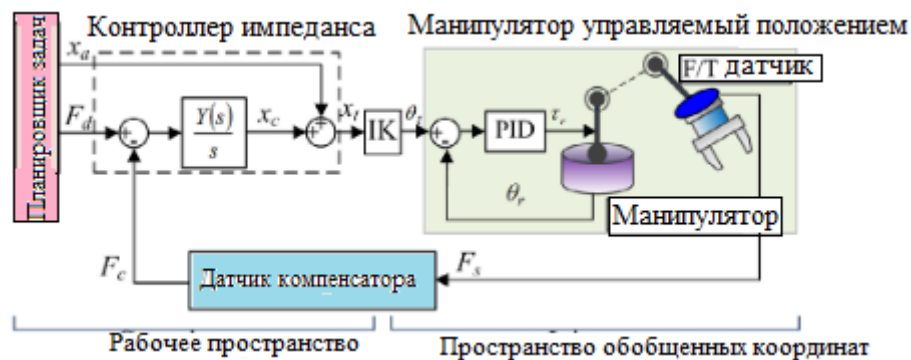 Контроллер импеданса
Манипулятор управляемый положением
Планировщик задач
x_a
F/T датчик
F_d
Y(s)
s
x_c
x_t
IK
θ_t
PID
τ_r
θ_r
Манипулятор
F_c
Датчик компенсатора
F_s
Рабочее пространство
Пространство обобщенных координат